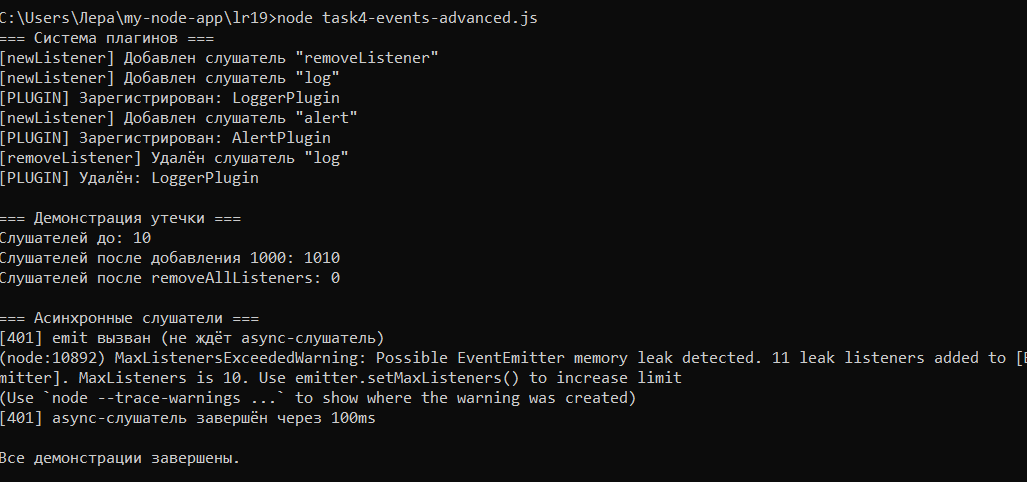 C:\Users\Лера\my-node-app\lr19>node task4-events-advanced.js
=== Система плагинов ===
[newListener] Добавлен слушатель "removeListener"
[newListener] Добавлен слушатель "log"
[PLUGIN] Зарегистрирован: LoggerPlugin
[newListener] Добавлен слушатель "alert"
[PLUGIN] Зарегистрирован: AlertPlugin
[removeListener] Удалён слушатель "log"
[PLUGIN] Удалён: LoggerPlugin
=== Демонстрация утечки ===
Слушателей до: 10
Слушателей после добавления 1000: 1010
Слушателей после removeAllListeners: 0
=== Асинхронные слушатели ===
[401] emit вызван (не ждёт async-слушатель)
(node:10892) MaxListenersExceededWarning: Possible EventEmitter memory leak detected. 11 leak listeners added to [E
mitter]. MaxListeners is 10. Use emitter.setMaxListeners() to increase limit
(Use `node --trace-warnings ...` to show where the warning was created)
[401] async-слушатель завершён через 100ms
Все демонстрации завершены.